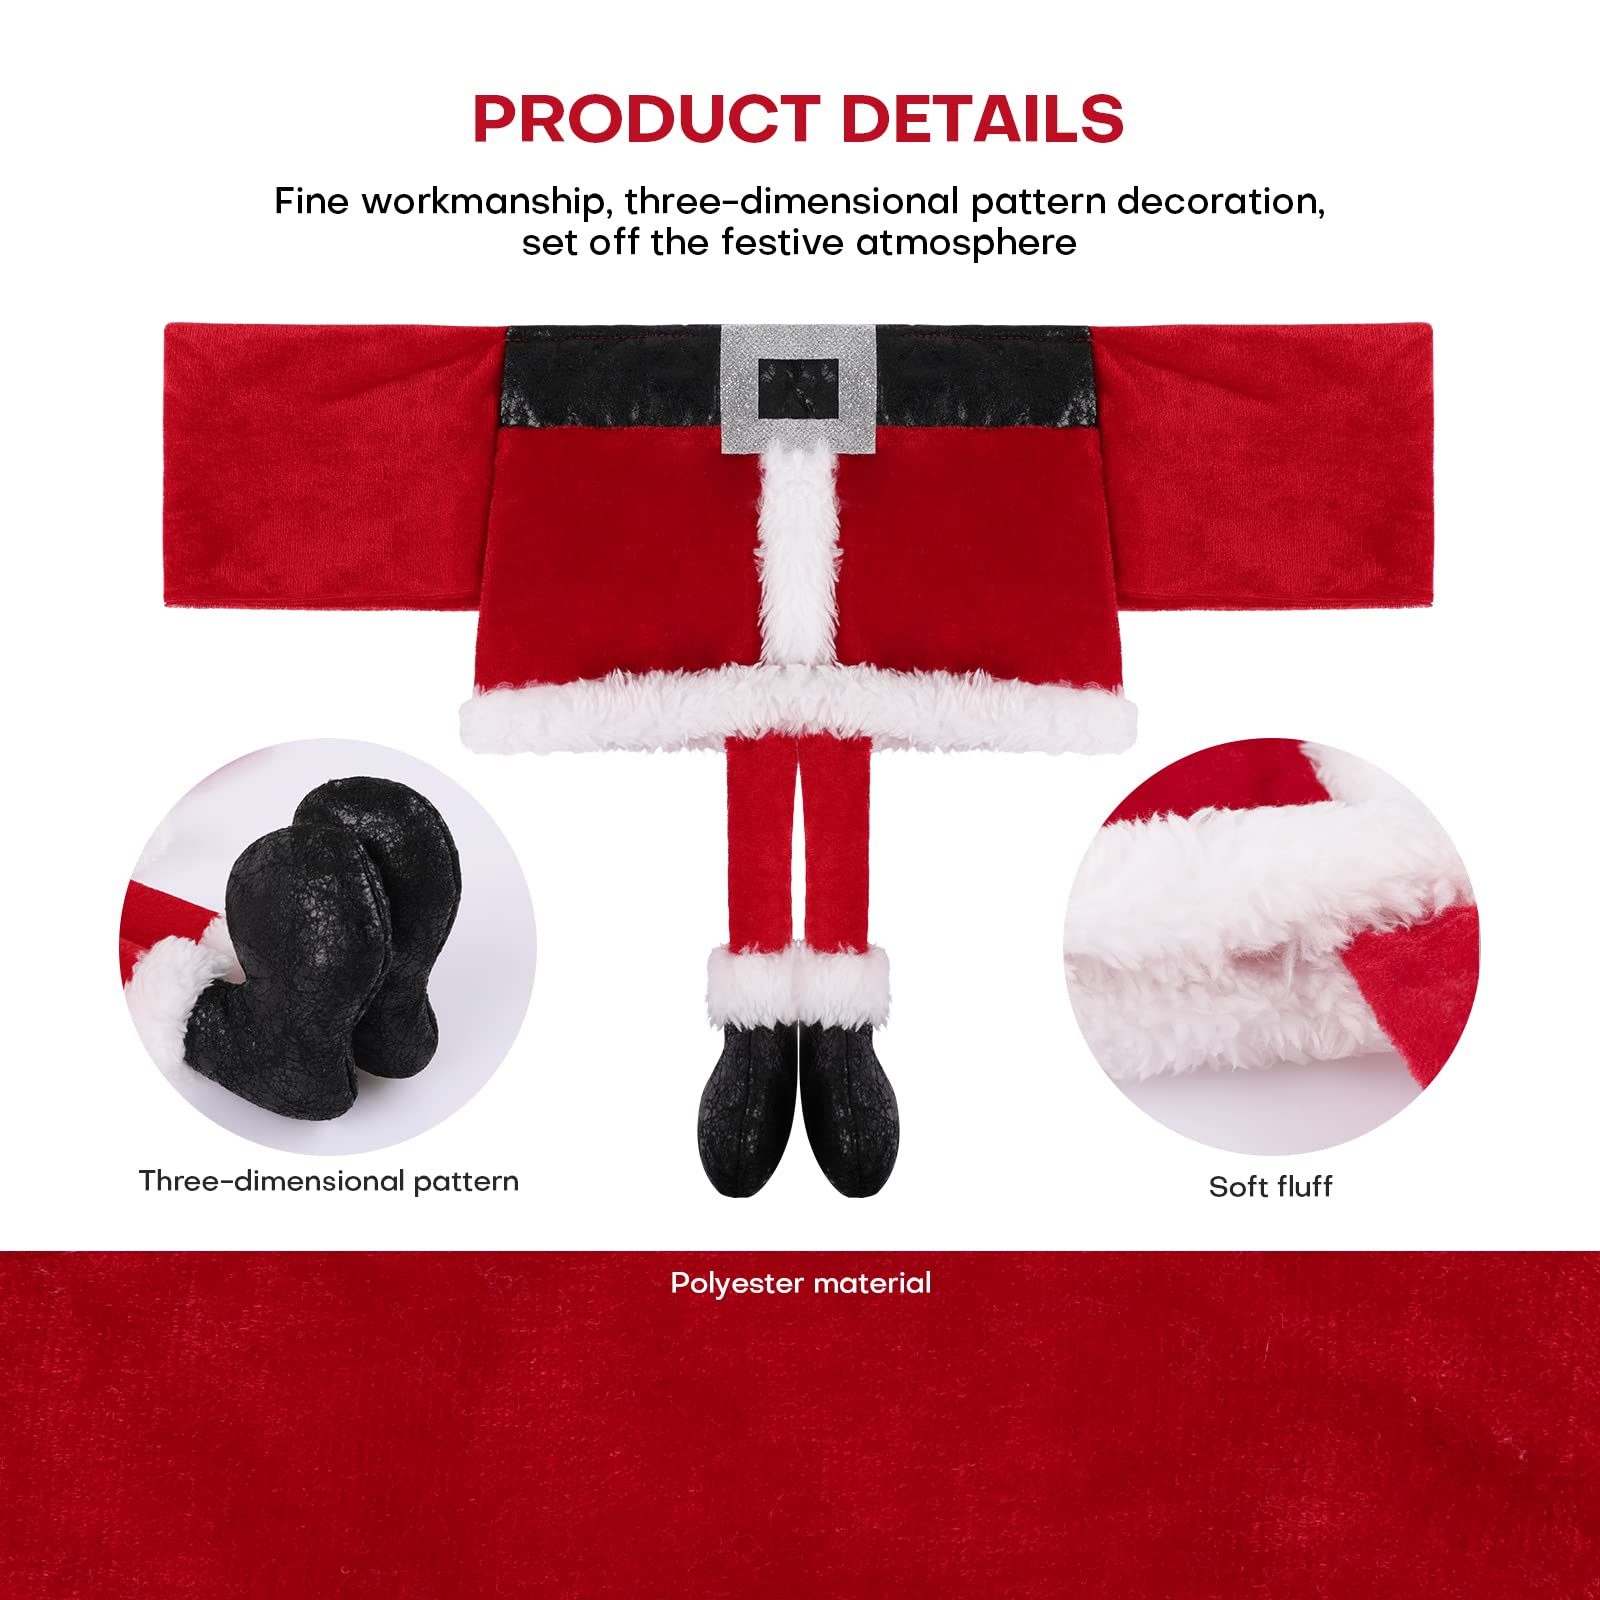 PRODUCT DETAILS
Fine workmanship, three-dimensional pattern decoration,
set off the festive atmosphere
Three-dimensional pattern
Soft fluff
Polyester material